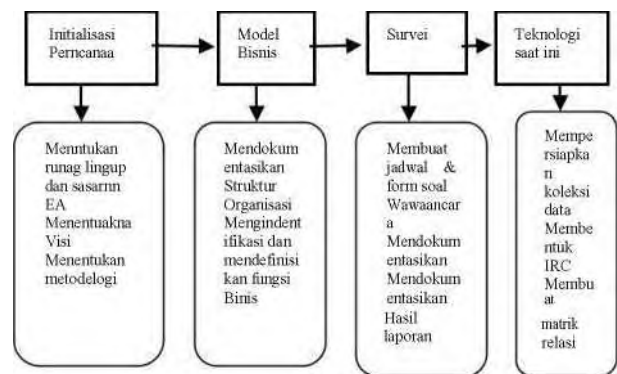 Initialisasi
Perncanaa
Model
Bisnis
Survei
Teknologi
saat ini
Menntukan
runag lingup
dan sasarnn
EA
Menentuakna
Visi
Menentukan
metodelogi
Mendokum
entasikan
Struktur
Organisasi
Mengindent
ifikasi dan
mendefinisi
kan fungsi
Binis
Membuat
jadwal &
form soal
Wawaancar
a
Mendokum
entasikan
Mendokum
entasikan
Hasil
laporan
Mempe
rsiapka
n
koleksi
data
Membe
ntuk
IRC
Membu
at
matrik
relasi